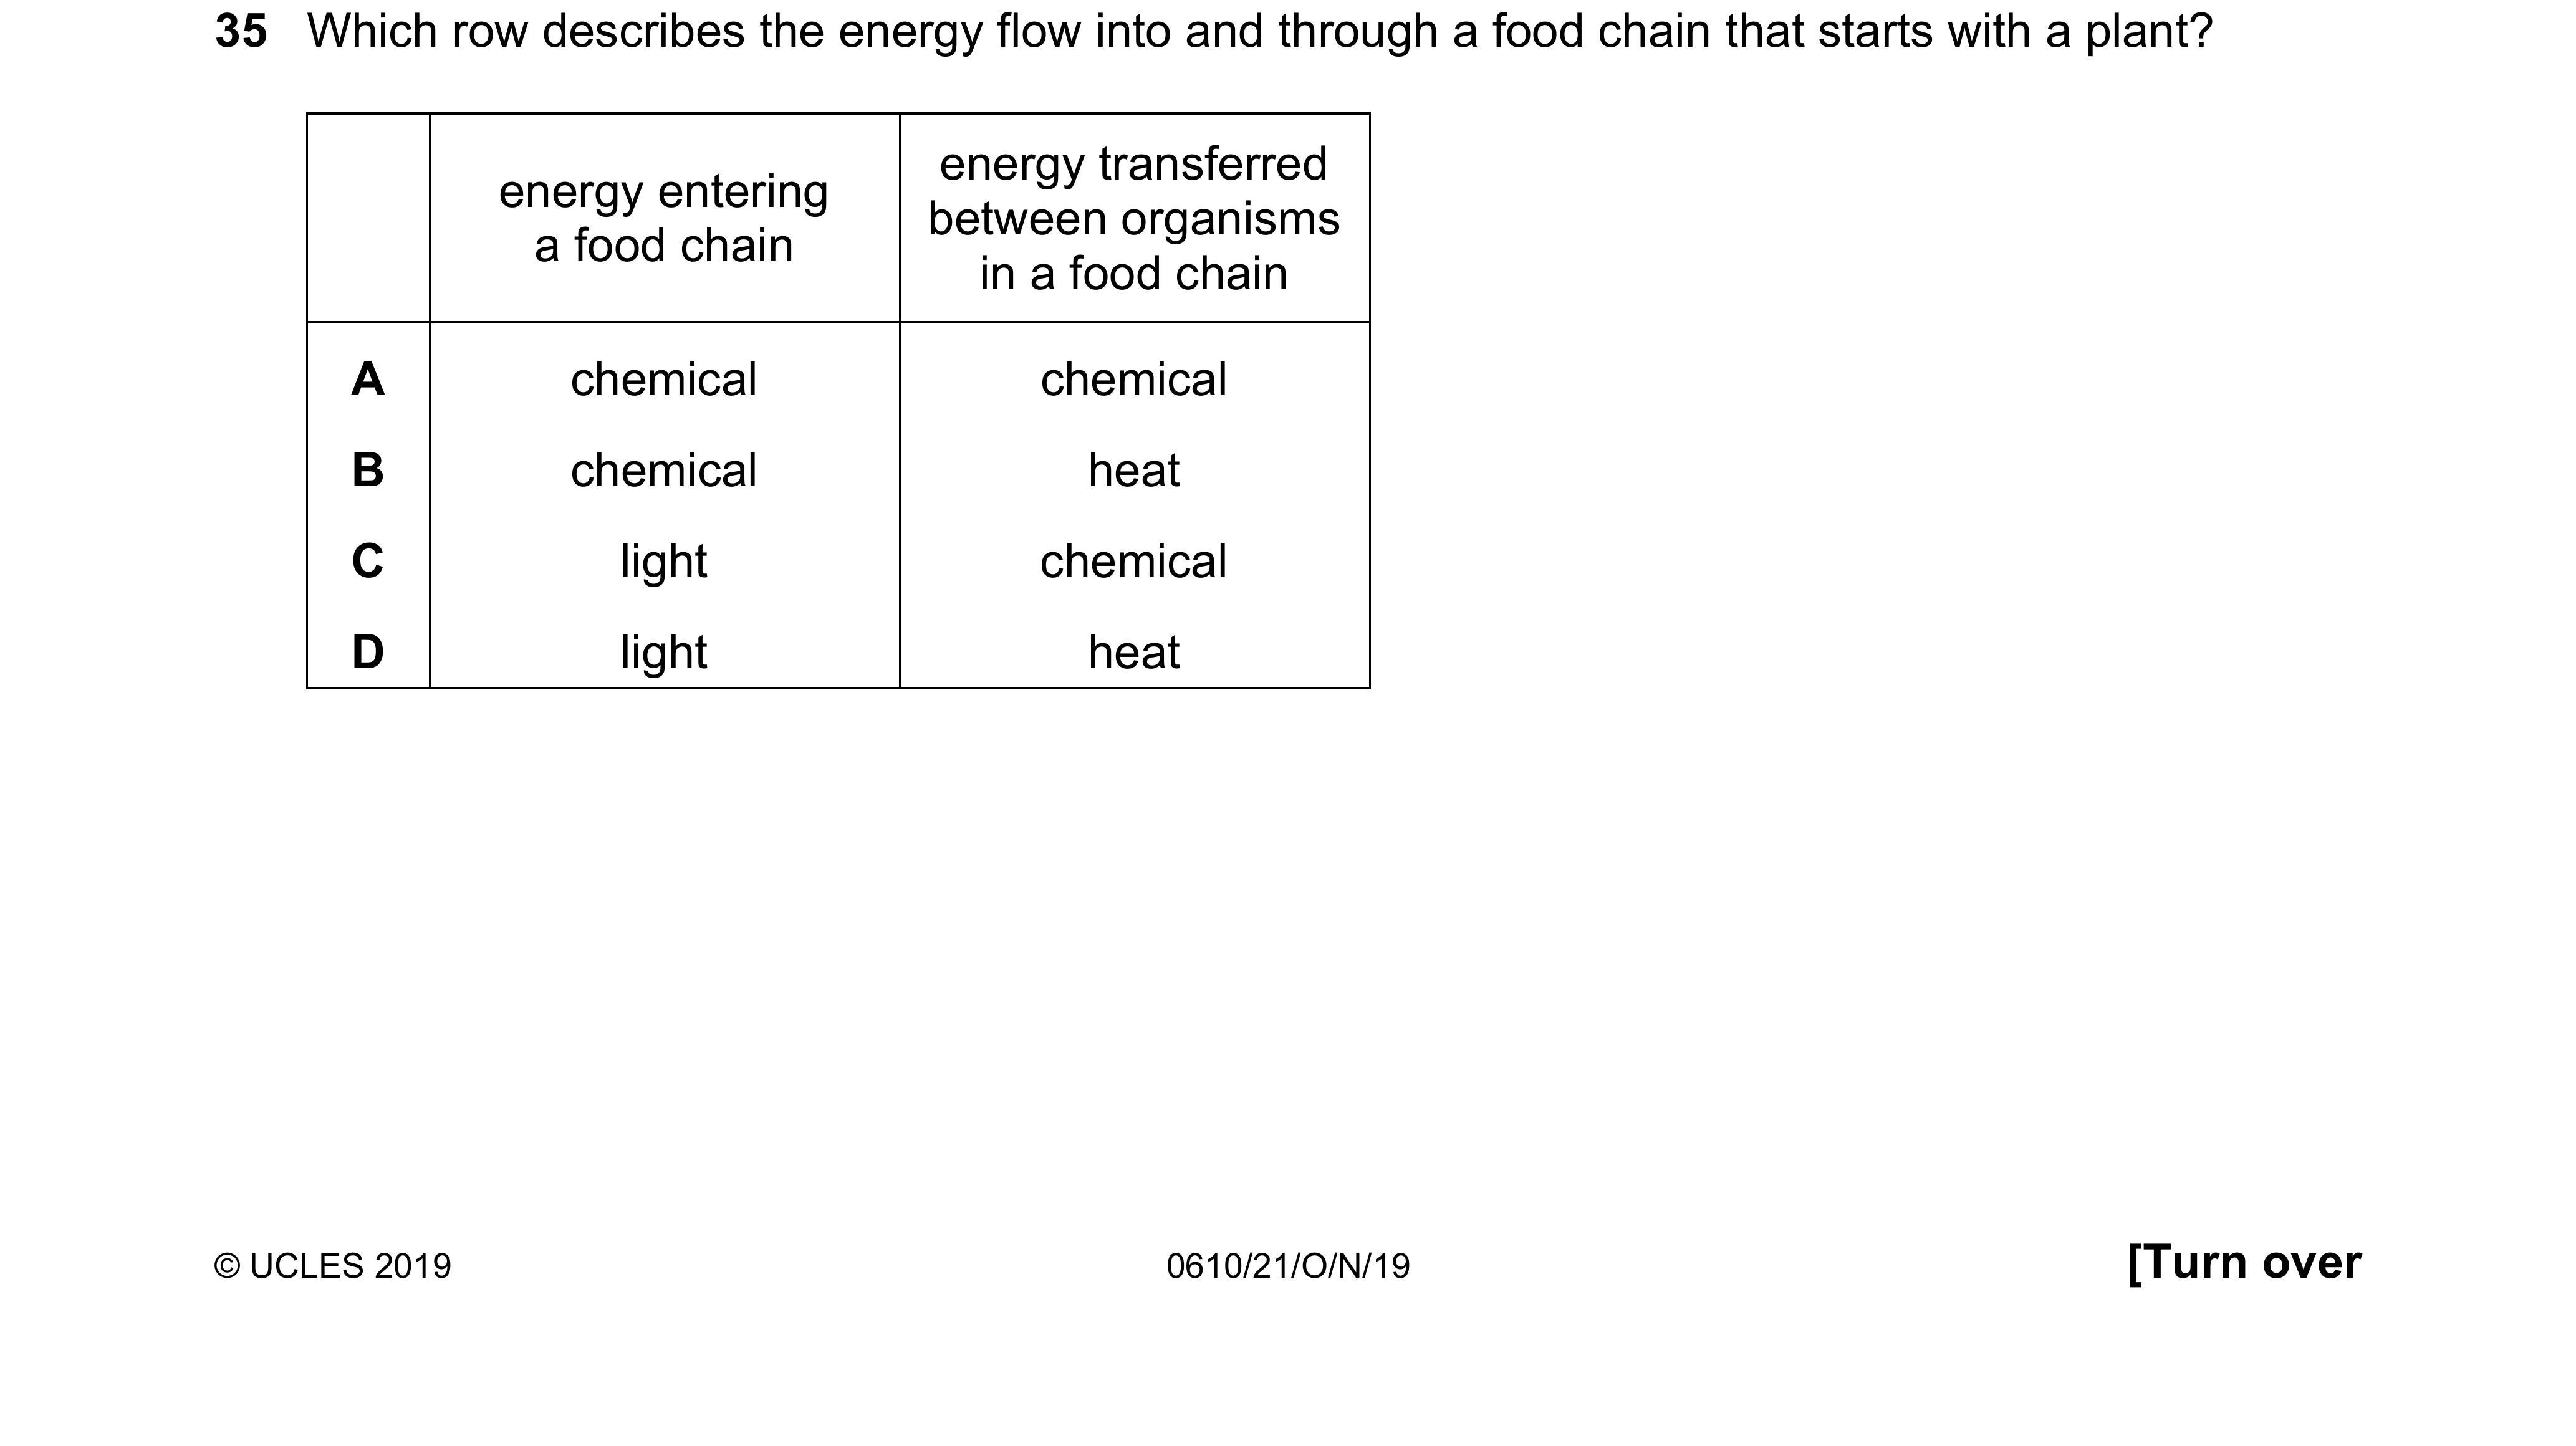 35 Which row describes the energy flow into and through a food chain that starts with a plant?
energy entering
a food chain
energy transferred
between organisms
in a food chain
A chemical chemical
B chemical heat
C light chemical
D light heat
© UCLES 2019 0610/21/O/N/19 [Turn over